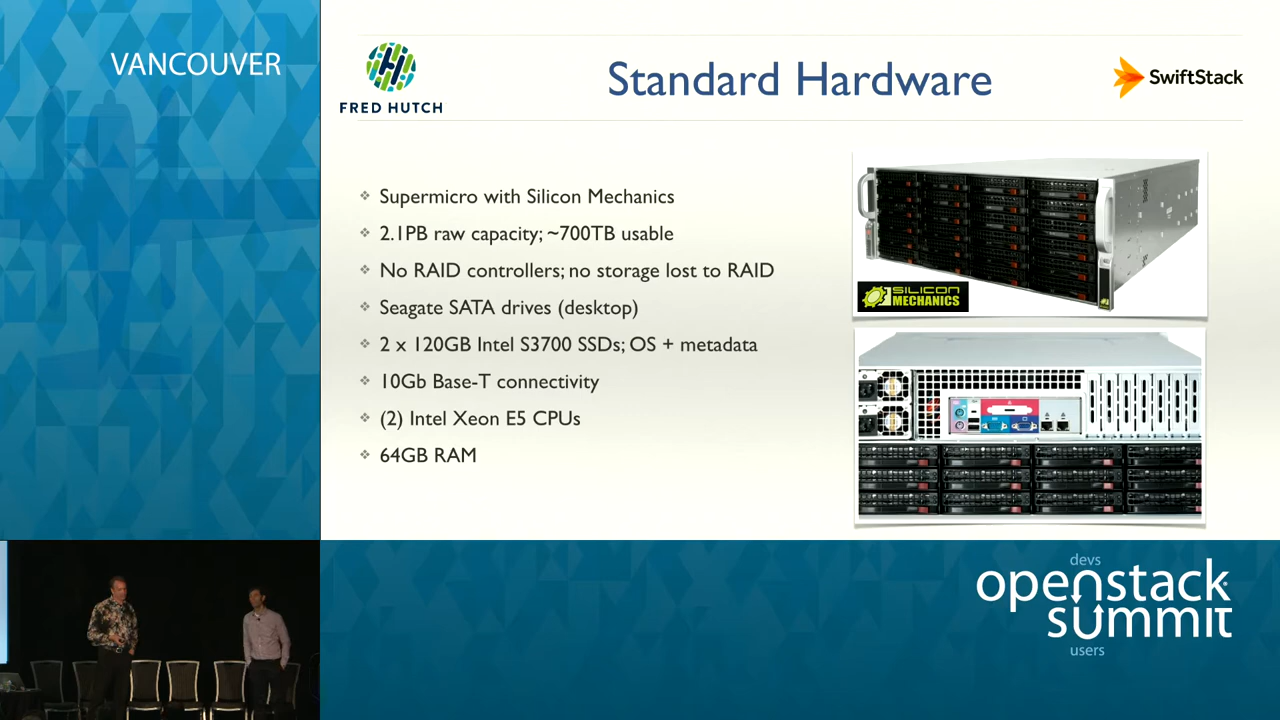 VANCOUVER
FRED HUTCH
Standard Hardware
SwiftStack
Supermicro with Silicon Mechanics
2.1PB raw capacity; ~700TB usable
No RAID controllers; no storage lost to RAID
Seagate SATA drives (desktop)
2 x 120GB Intel S3700 SSDs; OS + metadata
10Gb Base-T connectivity
(2) Intel Xeon E5 CPUs
64GB RAM
SILICON
MECHANICS
devs
openstack
summit
users